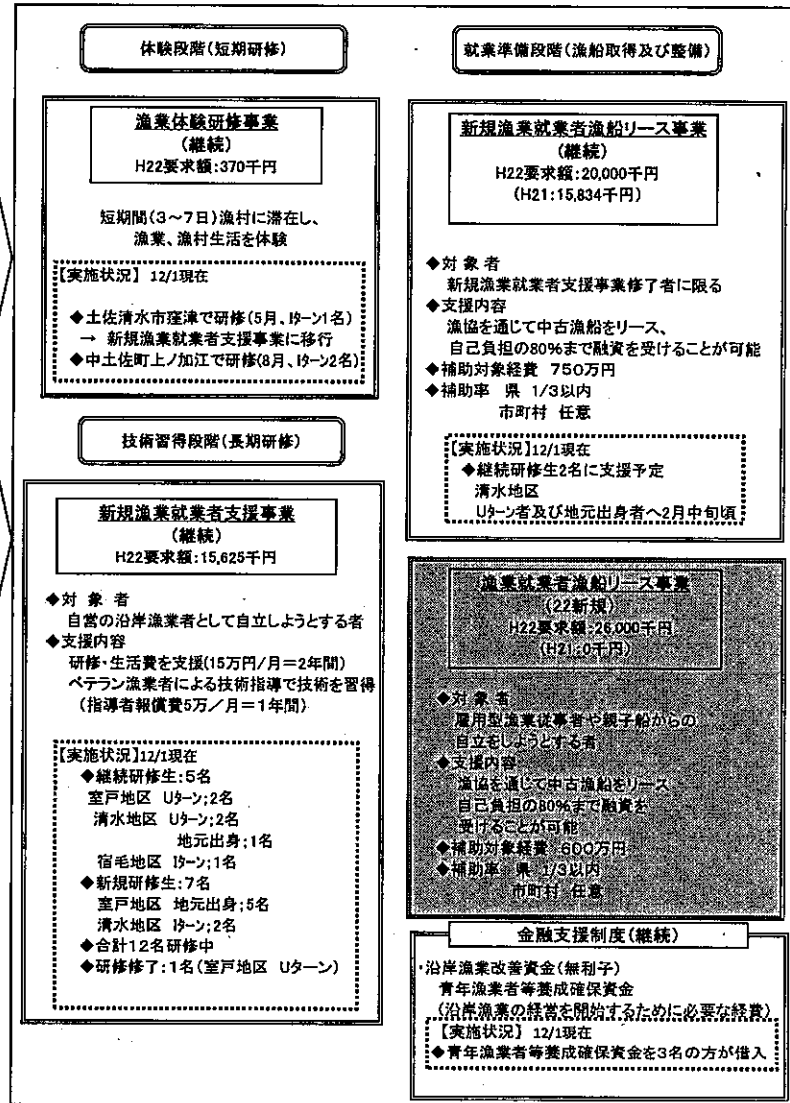 体験段階(短期研修)
漁業体験研修事業
(継続)
H22要求額:370千円
短期間(3～7日)漁村に滞在し、
漁業、漁村生活を体験
【実施状況】 12/1現在
◆土佐清水市窪津で研修(5月、Iターン1名)
→ 新規漁業就業者支援事業に移行
◆中土佐町上ノ加江で研修(8月、Iターン2名)
技術習得段階(長期研修)
新規漁業就業者支援事業
(継続)
H22要求額:15,625千円
◆対 象 者
自営の沿岸漁業者として自立しようとする者
◆支援内容
研修・生活費を支援(15万円/月=2年間)
ベテラン漁業者による技術指導で技術を習得
(指導者報償費5万/月=1年間)
【実施状況】12/1現在
◆継続研修生:5名
室戸地区 Uターン;2名
清水地区 Uターン;2名
地元出身;1名
宿毛地区 Iターン;1名
◆新規研修生:7名
室戸地区 地元出身;5名
清水地区 Iターン;2名
◆合計12名研修中
◆研修修了:1名(室戸地区 Uターン)
就業準備段階(漁船取得及び整備)
新規漁業就業者漁船リース事業
(継続)
H22要求額:20,000千円
(H21:15,834千円)
◆対 象 者
新規漁業就業者支援事業修了者に限る
◆支援内容
漁協を通じて中古漁船をリース、
自己負担の80%まで融資を受けることが可能
◆補助対象経費 750万円
◆補助率 県 1/3以内
市町村 任意
【実施状況】12/1現在
◆継続研修生2名に支援予定
清水地区
Uターン者及び地元出身者へ2月中旬頃
漁業就業者漁船リース事業
(22新規)
H22要求額:26,000千円
(H21:0千円)
◆対 象 者
雇用型漁業従事者や親子船からの
自立をしようとする者
◆支援内容
漁協を通じて中古漁船をリース
自己負担の80%まで融資を
受けることが可能
◆補助対象経費 600万円
◆補助率 県 1/3以内
市町村 任意
金融支援制度(継続)
・沿岸漁業改善資金(無利子)
青年漁業者等養成確保資金
(沿岸漁業の経営を開始するために必要な経費)
【実施状況】 12/1現在
◆青年漁業者等養成確保資金を3名の方が借入